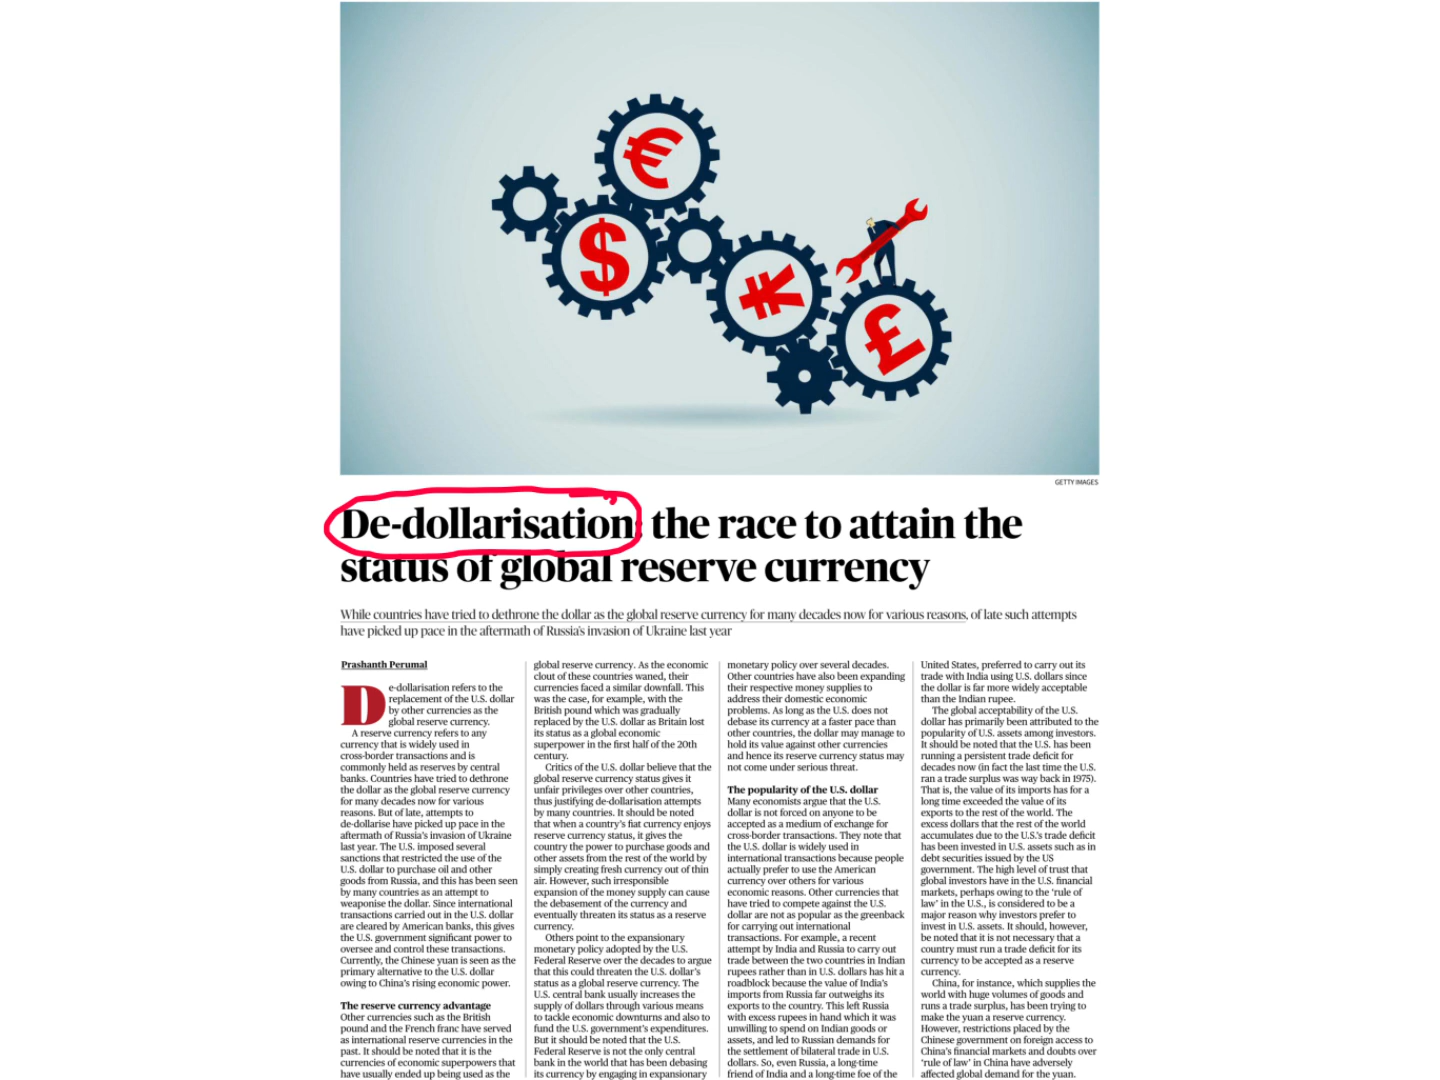 €
$
£
GETTY IMAGES
De-dollarisation: the race to attain the
status of global reserve currency
While countries have tried to dethrone the dollar as the global reserve currency for many decades now for various reasons, of late such attempts
have picked up pace in the aftermath of Russia's invasion of Ukraine last year
Prashanth Perumal
De-dollarisation refers to the
replacement of the U.S. dollar
by other currencies as the
global reserve currency.
A reserve currency refers to any
currency that is widely used in
cross-border transactions and is
commonly held as reserves by central
banks. Countries have tried to dethrone
the dollar as the global reserve currency
for many decades now for various
reasons. But of late, attempts to
de-dollarise have picked up pace in the
aftermath of Russia's invasion of Ukraine
last year. The U.S. imposed several
sanctions that restricted the use of the
U.S. dollar to purchase oil and other
goods from Russia, and this has been seen
by many countries as an attempt to
weaponise the dollar. Since international
transactions carried out in the U.S. dollar
are cleared by American banks, this gives
the U.S. government significant power to
oversee and control these transactions.
Currently, the Chinese yuan is seen as the
primary alternative to the U.S. dollar
owing to China's rising economic power.
The reserve currency advantage
Other currencies such as the British
pound and the French franc have served
as international reserve currencies in the
past. It should be noted that it is the
currencies of economic superpowers that
have usually ended up being used as the
global reserve currency. As the economic
clout of these countries waned, their
currencies faced a similar downfall. This
was the case, for example, with the
British pound which was gradually
replaced by the U.S. dollar as Britain lost
its status as a global economic
superpower in the first half of the 20th
century.
Critics of the U.S. dollar believe that the
global reserve currency status gives it
unfair privileges over other countries,
thus justifying de-dollarisation attempts
by many countries. It should be noted
that when a country's fiat currency enjoys
reserve currency status, it gives the
country the power to purchase goods and
other assets from the rest of the world by
simply creating fresh currency out of thin
air. However, such irresponsible
expansion of the money supply can cause
the debasement of the currency and
eventually threaten its status as a reserve
currency.
Others point to the expansionary
monetary policy adopted by the U.S.
Federal Reserve over the decades to argue
that this could threaten the U.S. dollar's
status as a global reserve currency. The
U.S. central bank usually increases the
supply of dollars through various means
to tackle economic downturns and also to
fund the U.S. government's expenditures.
But it should be noted that the U.S.
Federal Reserve is not the only central
bank in the world that has been debasing
its currency by engaging in expansionary
monetary policy over several decades.
Other countries have also been expanding
their respective money supplies to
address their domestic economic
problems. As long as the U.S. does not
debase its currency at a faster pace than
other countries, the dollar may manage to
hold its value against other currencies
and hence its reserve currency status may
not come under serious threat.
The popularity of the U.S. dollar
Many economists argue that the U.S.
dollar is not forced on anyone to be
accepted as a medium of exchange for
cross-border transactions. They note that
the U.S. dollar is widely used in
international transactions because people
actually prefer to use the American
currency over others for various
economic reasons. Other currencies that
have tried to compete against the U.S.
dollar are not as popular as the greenback
for carrying out international
transactions. For example, a recent
attempt by India and Russia to carry out
trade between the two countries in Indian
rupees rather than in U.S. dollars has hit a
roadblock because the value of India's
imports from Russia far outweighs its
exports to the country. This left Russia
with excess rupees in hand which it was
unwilling to spend on Indian goods or
assets, and led to Russian demands for
the settlement of bilateral trade in U.S.
dollars. So, even Russia, a long-time
friend of India and a long-time foe of the
United States, preferred to carry out its
trade with India using U.S. dollars since
the dollar is far more widely acceptable
than the Indian rupee.
The global acceptability of the U.S.
dollar has primarily been attributed to the
popularity of U.S. assets among investors.
It should be noted that the U.S. has been
running a persistent trade deficit for
decades now (in fact the last time the U.S.
ran a trade surplus was way back in 1975).
That is, the value of its imports has for a
long time exceeded the value of its
exports to the rest of the world. The
excess dollars that the rest of the world
accumulates due to the U.S.'s trade deficit
has been invested in U.S. assets such as in
debt securities issued by the US
government. The high level of trust that
global investors have in the U.S. financial
markets, perhaps owing to the 'rule of
law' in the U.S., is considered to be a
major reason why investors prefer to
invest in U.S. assets. It should, however,
be noted that it is not necessary that a
country must run a trade deficit for its
currency to be accepted as a reserve
currency.
China, for instance, which supplies the
world with huge volumes of goods and
runs a trade surplus, has been trying to
make the yuan a reserve currency.
However, restrictions placed by the
Chinese government on foreign access to
China's financial markets and doubts over
'rule of law' in China have adversely
affected global demand for the yuan.